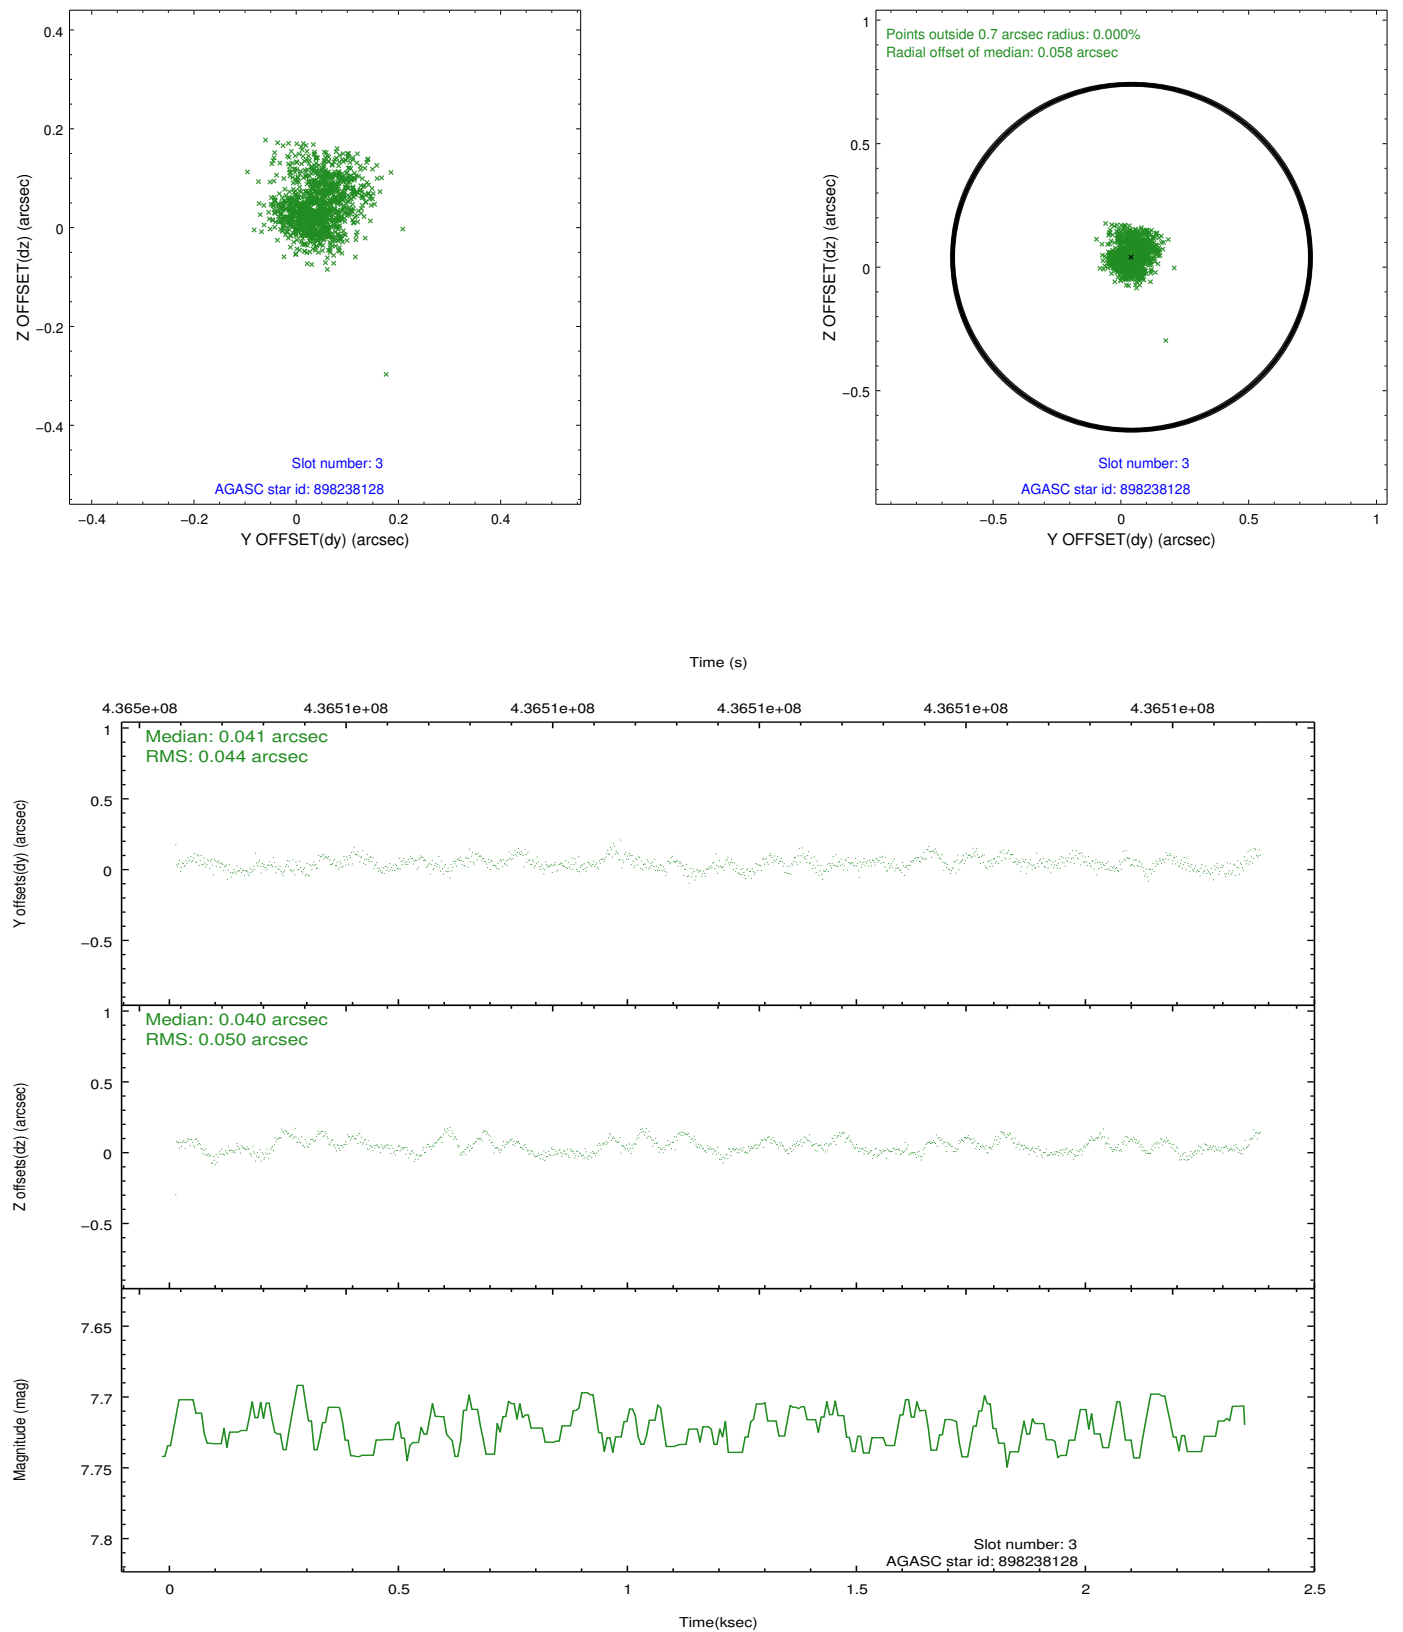 0.4
0.2
0
−0.2
−0.4
Z OFFSET(dz) (arcsec)
Slot number: 3
AGASC star id: 898238128
−0.4 −0.2 0 0.2 0.4
Y OFFSET(dy) (arcsec)
Points outside 0.7 arcsec radius: 0.000%
Radial offset of median: 0.058 arcsec
1
0.5
0
−0.5
Z OFFSET(dz) (arcsec)
Slot number: 3
AGASC star id: 898238128
−0.5 0 0.5 1
Y OFFSET(dy) (arcsec)
Time (s)
4.365e+08 4.3651e+08 4.3651e+08 4.3651e+08 4.3651e+08 4.3651e+08
Median: 0.041 arcsec
RMS: 0.044 arcsec
1
0.5
0
−0.5
Y offsets(dy) (arcsec)
Median: 0.040 arcsec
RMS: 0.050 arcsec
1
0.5
0
−0.5
Z offsets(dz) (arcsec)
7.65
7.7
7.75
7.8
Magnitude (mag)
Slot number: 3
AGASC star id: 898238128
0 0.5 1 1.5 2 2.5
Time(ksec)